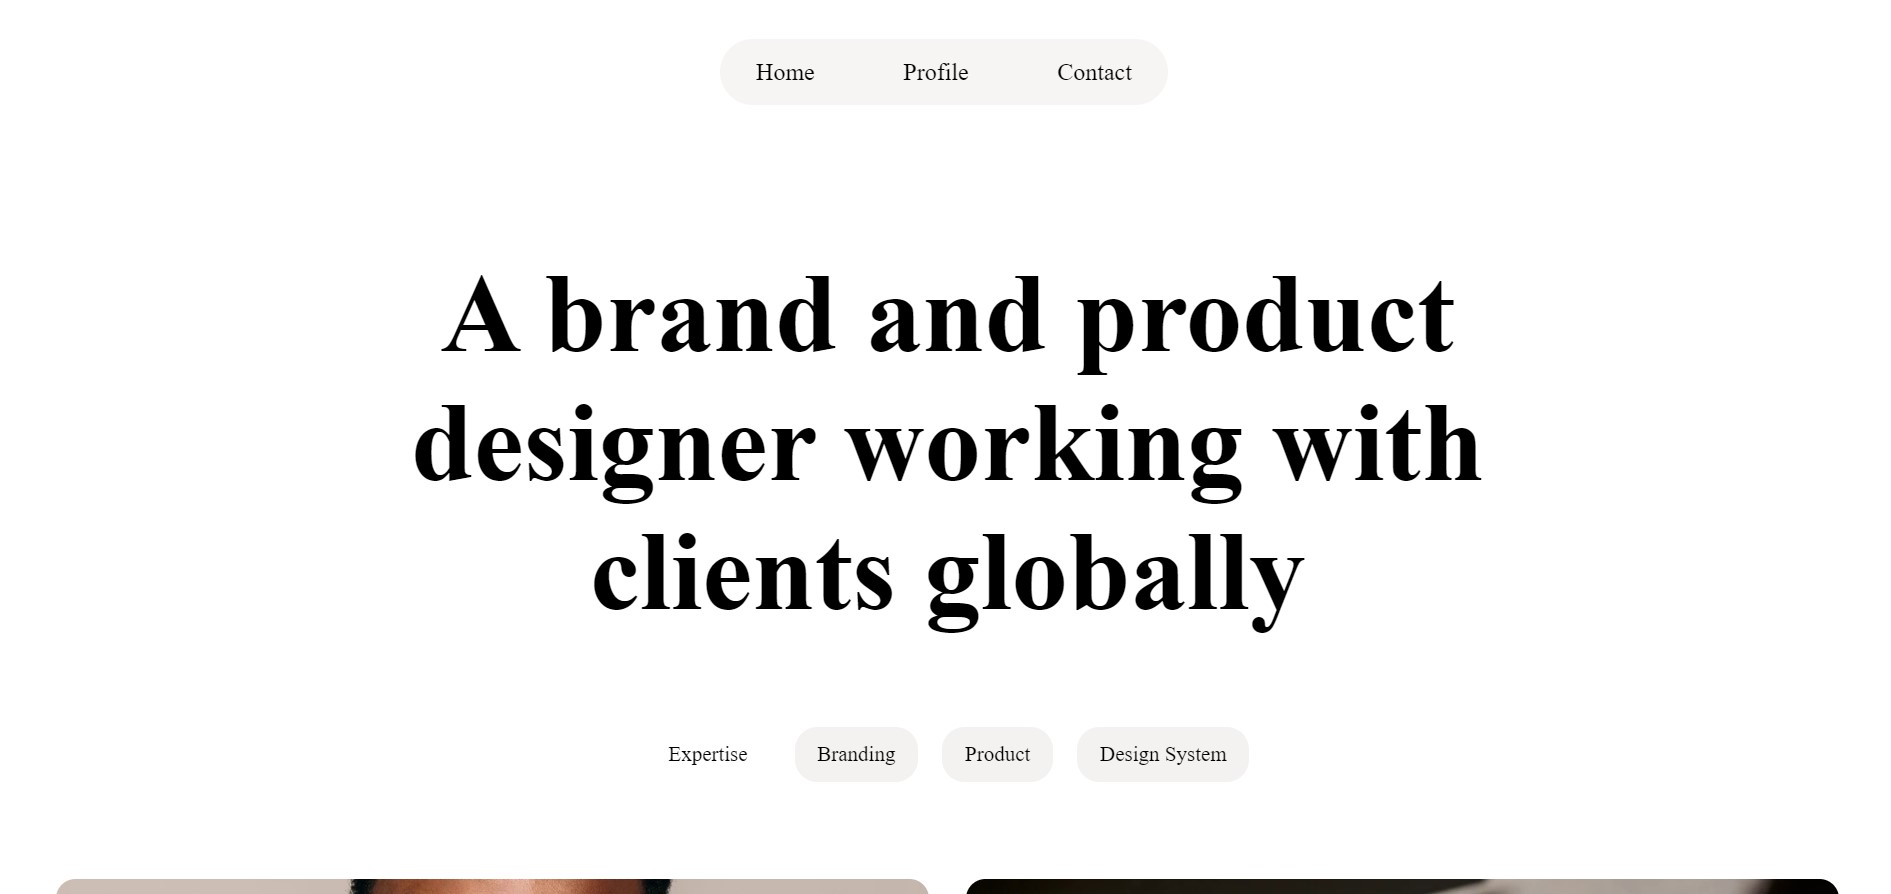 Home Profile Contact
A brand and product
designer working with
clients globally
Expertise Branding Product Design System